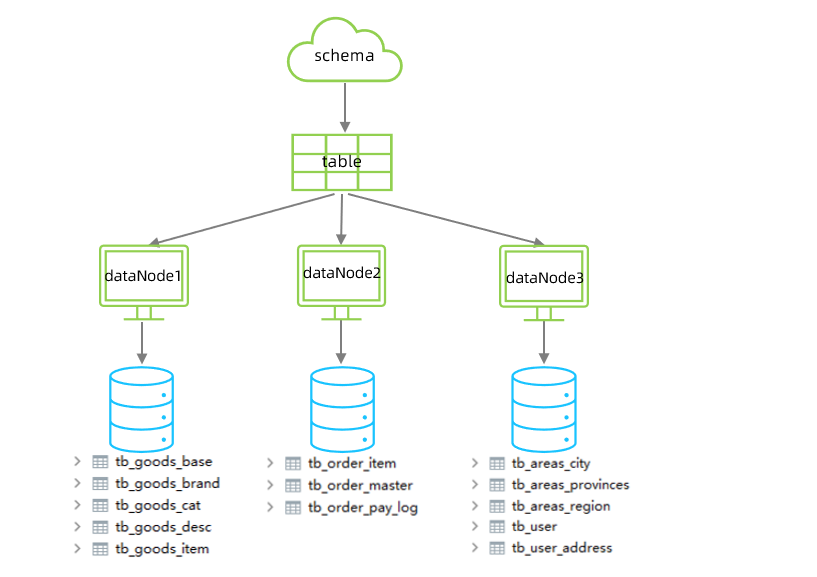 schema
table
dataNode1
dataNode2
dataNode3
tb_goods_base
tb_goods_brand
tb_goods_cat
tb_goods_desc
tb_goods_item
tb_order_item
tb_order_master
tb_order_pay_log
tb_areas_city
tb_areas_provinces
tb_areas_region
tb_user
tb_user_address